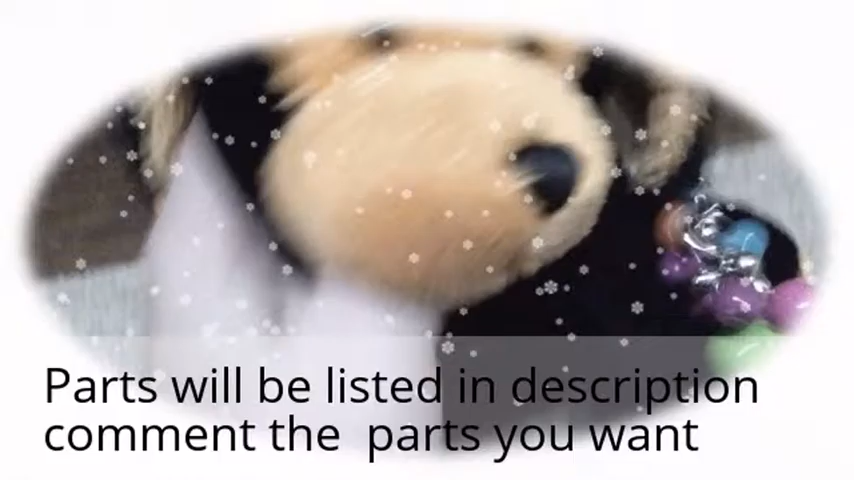 Parts will be listed in description
comment the  parts you want